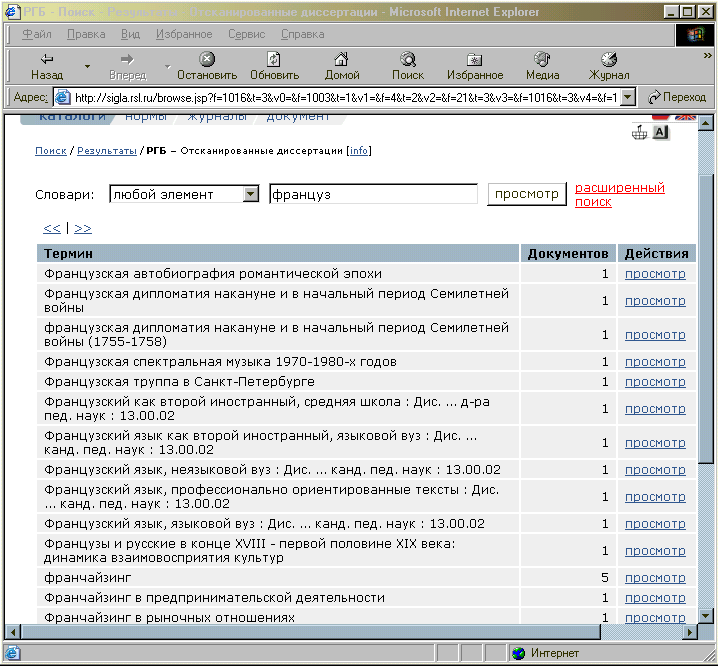 РГБ - Поиск - Результаты - Отсканированные диссертации - Microsoft Internet Explorer
Файл Правка Вид Избранное Сервис Справка
Назад Вперед Остановить Обновить Домой Поиск Избранное Медиа Журнал
Адрес: http://sigla.rsl.ru/browse.jsp?f=1016&t=3&v0=&f=1003&t=1&v1=&f=4&t=2&v2=&f=21&t=3&v3=&f=1016&t=3&v4=&f=1 Переход
каталоги нормы журналы документ
Поиск / Результаты / РГБ – Отсканированные диссертации [info]
Словари: любой элемент француз просмотр расширенный
поиск
<< | >>
Термин Документов Действия
Французская автобиография романтической эпохи 1 просмотр
Французская дипломатия накануне и в начальный период Семилетней
войны 1 просмотр
французская дипломатия накануне и в начальный период Семилетней
войны (1755-1758) 1 просмотр
Французская спектральная музыка 1970-1980-х годов 1 просмотр
Французская труппа в Санкт-Петербурге 1 просмотр
Французский как второй иностранный, средняя школа : Дис. ... д-ра
пед. наук : 13.00.02 1 просмотр
Французский язык как второй иностранный, языковой вуз : Дис. ...
канд. пед. наук : 13.00.02 1 просмотр
Французский язык, неязыковой вуз : Дис. ... канд. пед. наук : 13.00.02 1 просмотр
Французский язык, профессионально ориентированные тексты : Дис.
... канд. пед. наук : 13.00.02 1 просмотр
Французский язык, языковой вуз : Дис. ... канд. пед. наук : 13.00.02 1 просмотр
Французы и русские в конце XVIII - первой половине XIX века:
динамика взаимовосприятия культур 1 просмотр
франчайзинг 5 просмотр
Франчайзинг в предпринимательской деятельности 1 просмотр
Франчайзинг в рыночных отношениях 1 просмотр
Интернет